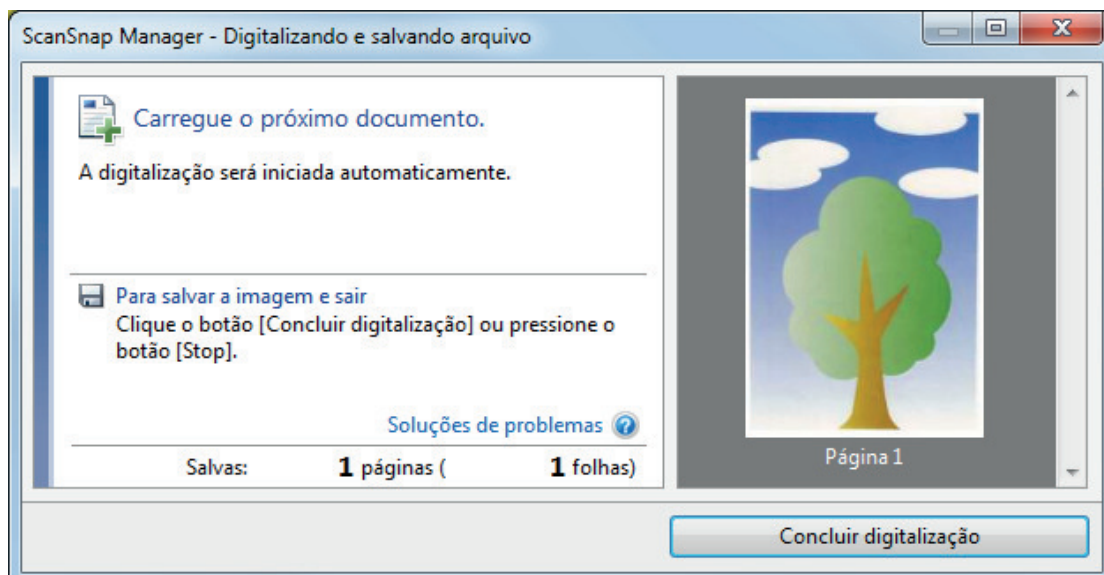 ScanSnap Manager - Digitalizando e salvando arquivo
Carregue o próximo documento.
A digitalização será iniciada automaticamente.
Para salvar a imagem e sair
Clique o botão [Concluir digitalização] ou pressione o
botão [Stop].
Soluções de problemas
Salvas: 1 páginas ( 1 folhas)
Página 1
Concluir digitalização